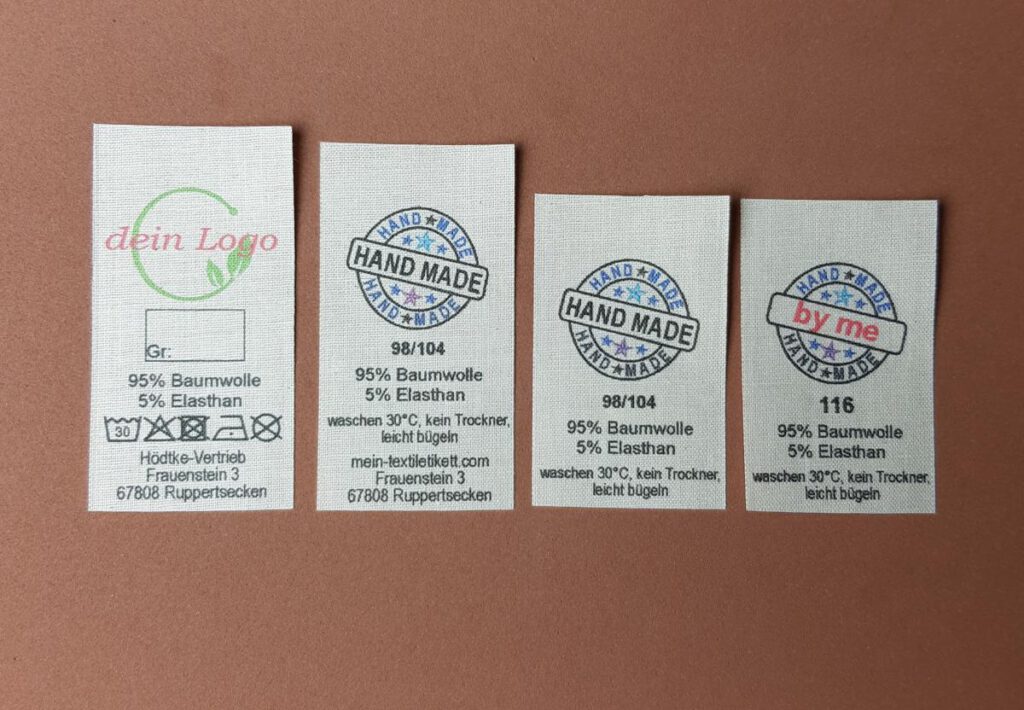 dein Logo
Gr:
95% Baumwolle
5% Elasthan
30
Hödtke-Vertrieb
Frauenstein 3
67808 Ruppertsecken
HAND ★ MADE
HAND MADE
HAND ★ MADE
98/104
95% Baumwolle
5% Elasthan
waschen 30°C, kein Trockner,
leicht bügeln
mein-textiletikett.com
Frauenstein 3
67808 Ruppertsecken
HAND ★ MADE
HAND MADE
HAND ★ MADE
98/104
95% Baumwolle
5% Elasthan
waschen 30°C, kein Trockner,
leicht bügeln
HAND ★ MADE
by me
HAND ★ MADE
116
95% Baumwolle
5% Elasthan
waschen 30°C, kein Trockner,
leicht bügeln